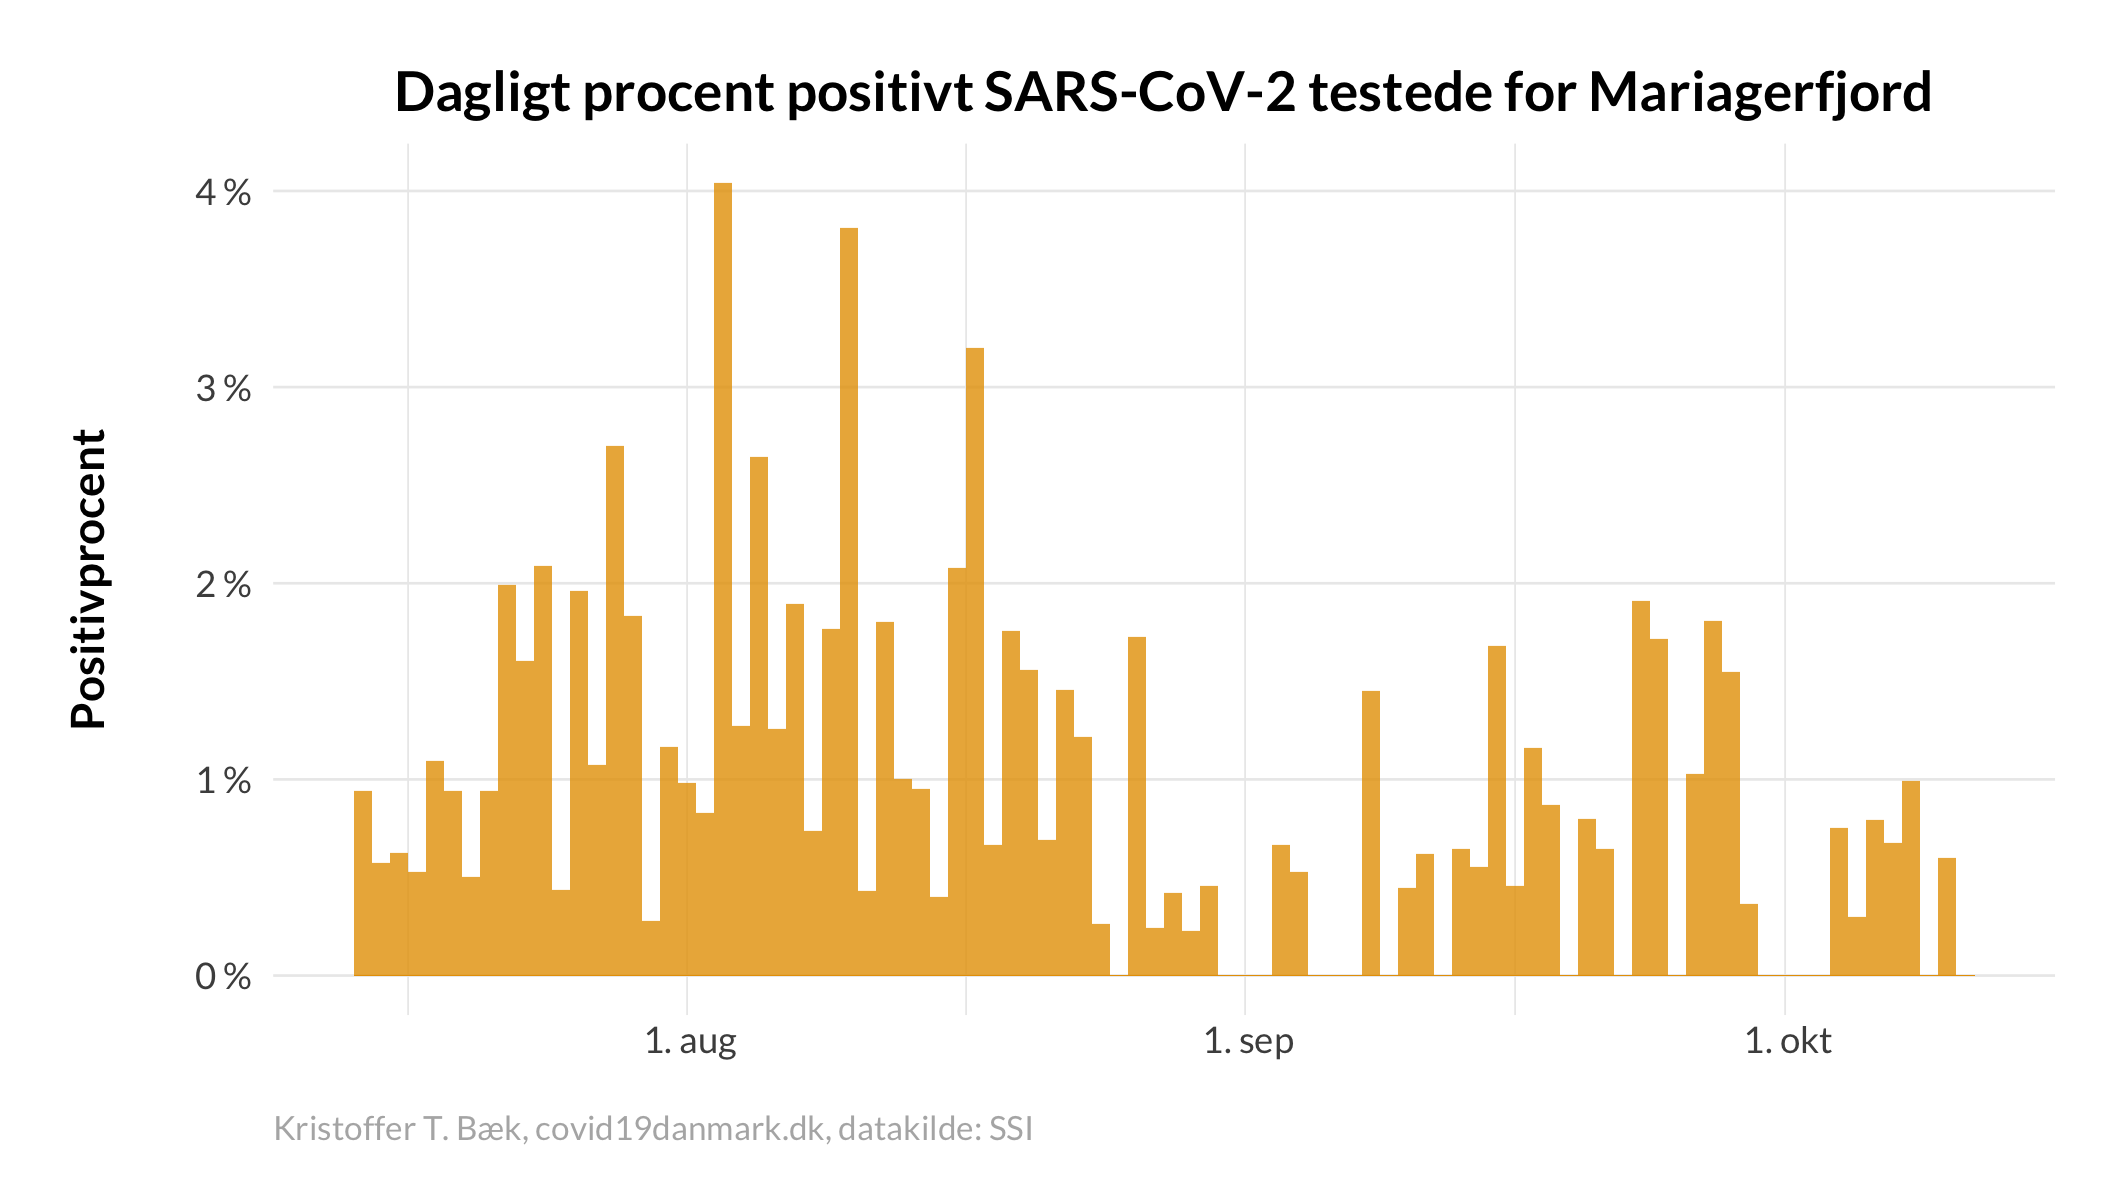 Dagligt procent positivt SARS-CoV-2 testede for Mariagerfjord
Positivprocent
4 %
3 %
2 %
1 %
0 %
1. aug
1. sep
1. okt
Kristoffer T. Bæk, covid19danmark.dk, datakilde: SSI